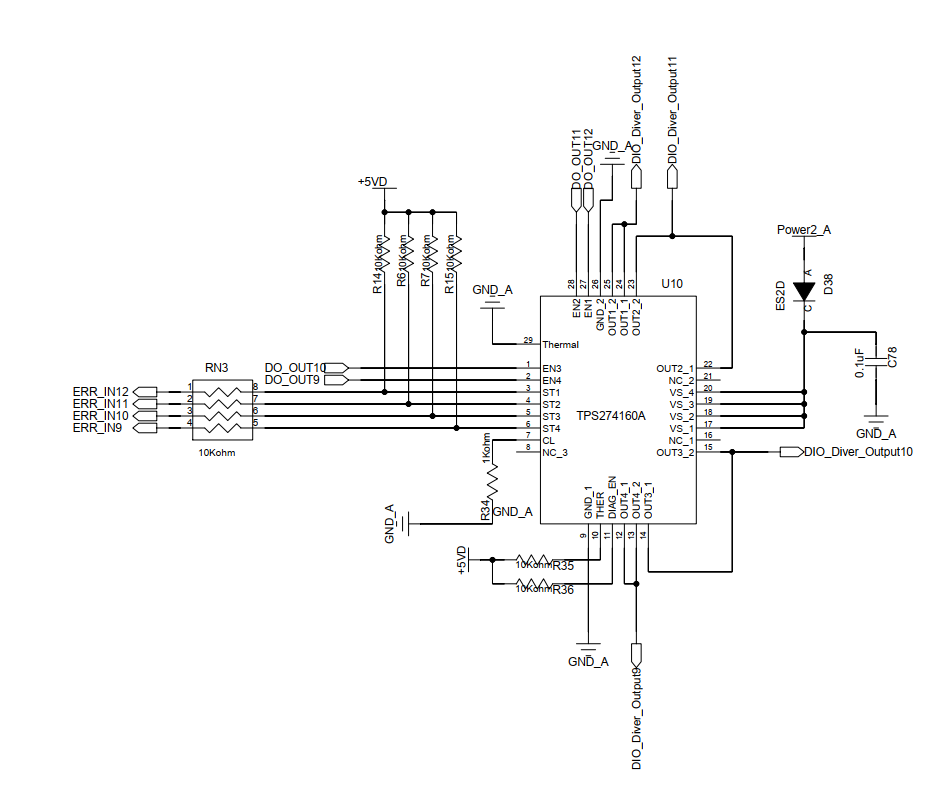 DIO_Diver_Output12
DIO_Diver_Output11
DO_OUT11
DO_OUT12
GND_A
+5VD
R14 10Kohm
R6 10Kohm
R7 10Kohm
R15 10Kohm
Power2_A
A
ES2D
D38
C
28
27
26
25
24
23
U10
EN2
EN1
GND_2
OUT1_2
OUT1_1
OUT2_2
GND_A
29 Thermal
0.1uF
C78
GND_A
RN3
DO_OUT10
DO_OUT9
1 EN3
2 EN4
3 ST1
4 ST2
5 ST3
6 ST4
7 CL
8 NC_3
OUT2_1 22
NC_2 21
VS_4 20
VS_3 19
VS_2 18
VS_1 17
NC_1 16
OUT3_2 15
TPS274160A
ERR_IN12 1 8
ERR_IN11 2 7
ERR_IN10 3 6
ERR_IN9 4 5
10Kohm
DIO_Diver_Output10
1Kohm
R34
GND_A
GND_A
GND_1
THER
DIAG_EN
OUT4_1
OUT4_2
OUT3_1
9
10
11
12
13
14
+5VD
10Kohm R35
10Kohm R36
GND_A
DIO_Diver_Output9